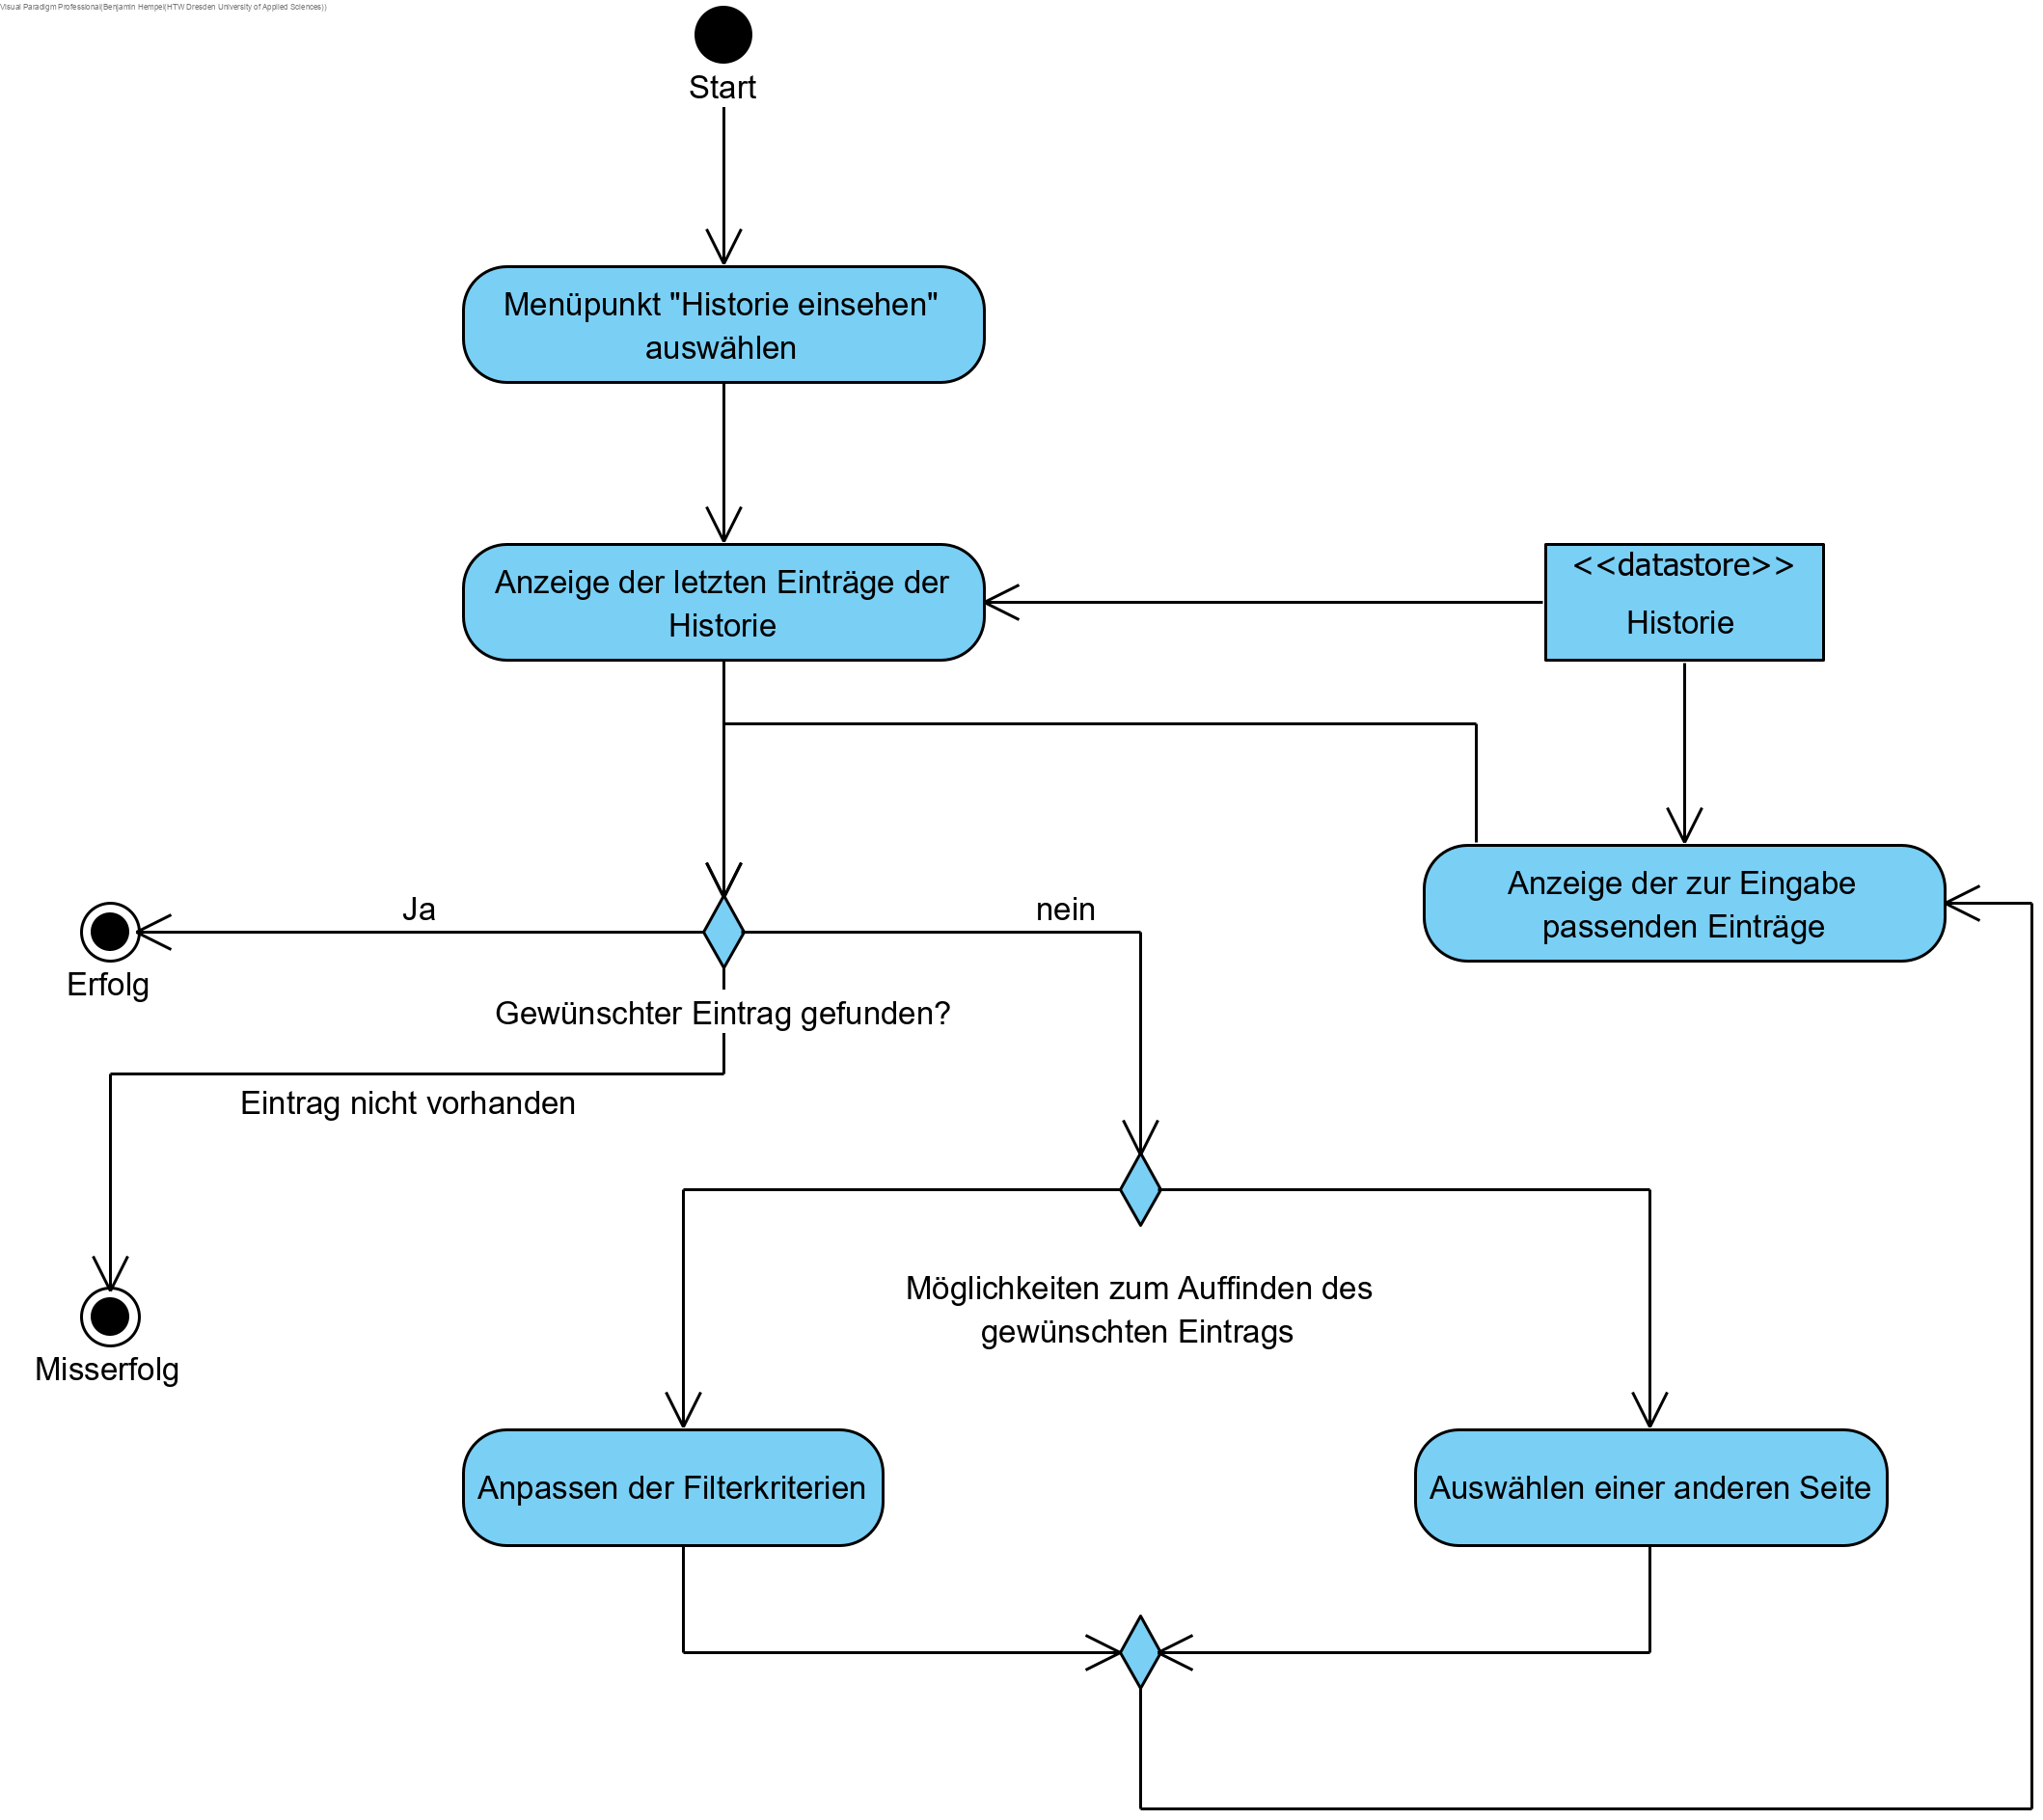 Visual Paradigm Professional(Benjamin Hempel(HTW Dresden University of Applied Sciences))
Start
Menüpunkt "Historie einsehen"
auswählen
Anzeige der letzten Einträge der
Historie
<<datastore>>
Historie
Anzeige der zur Eingabe
passenden Einträge
Ja
nein
Erfolg
Gewünschter Eintrag gefunden?
Eintrag nicht vorhanden
Möglichkeiten zum Auffinden des
gewünschten Eintrags
Misserfolg
Anpassen der Filterkriterien
Auswählen einer anderen Seite